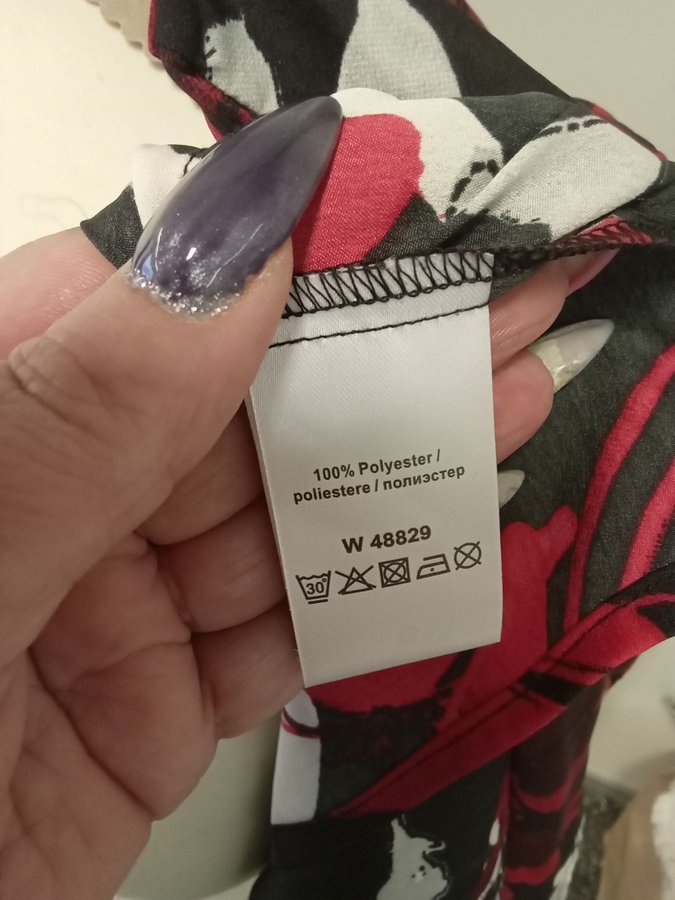 100% Polyester /
poliestere / полиэстер
W 48829
30°